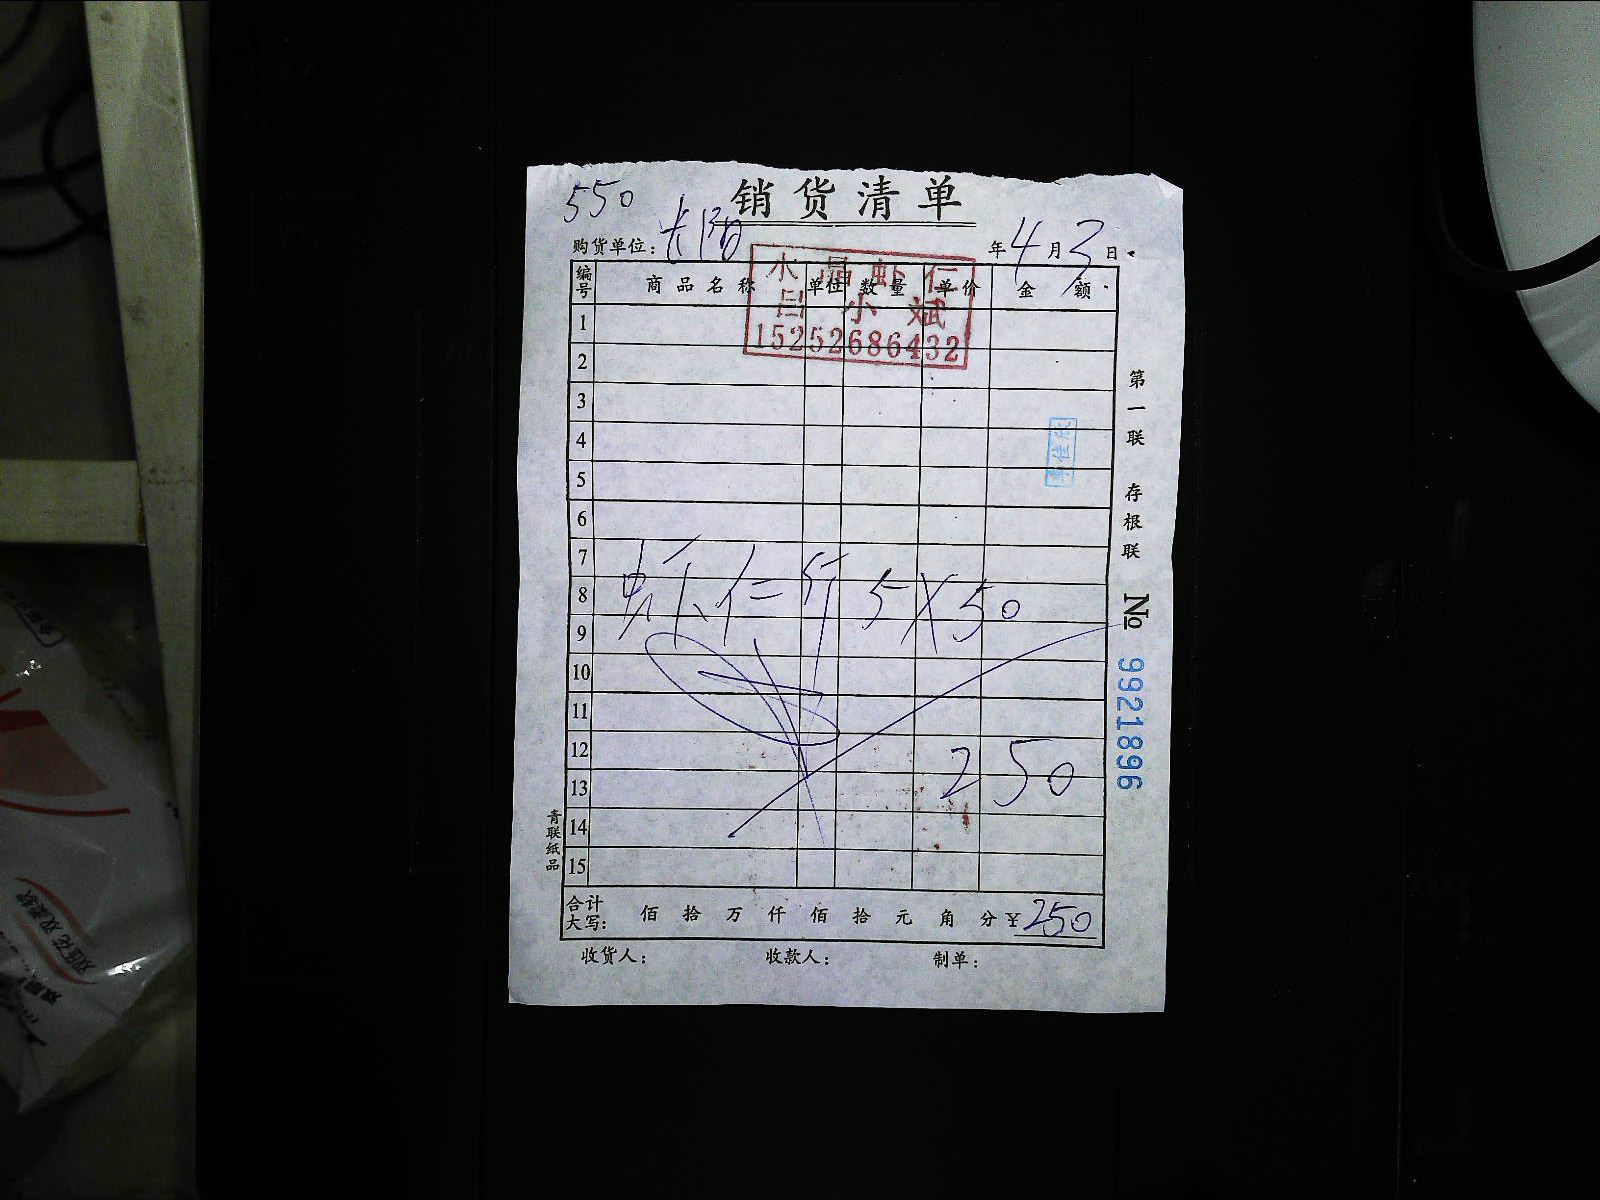 550
销货清单
购货单位: 长阳
年4月3日
水晶虾仁
吕小斌
15252686432
编号 商品名称 单位 数量 单价 金额
1
2
3
4
5
6
7
8 虾仁 斤 5×50
9
10
11
12
13 250
14
15
合计大写: 佰 拾 万 仟 佰 拾 元 角 分 ¥250
收货人: 收款人: 制单:
第一联 存根联
№ 9921896
青联纸品